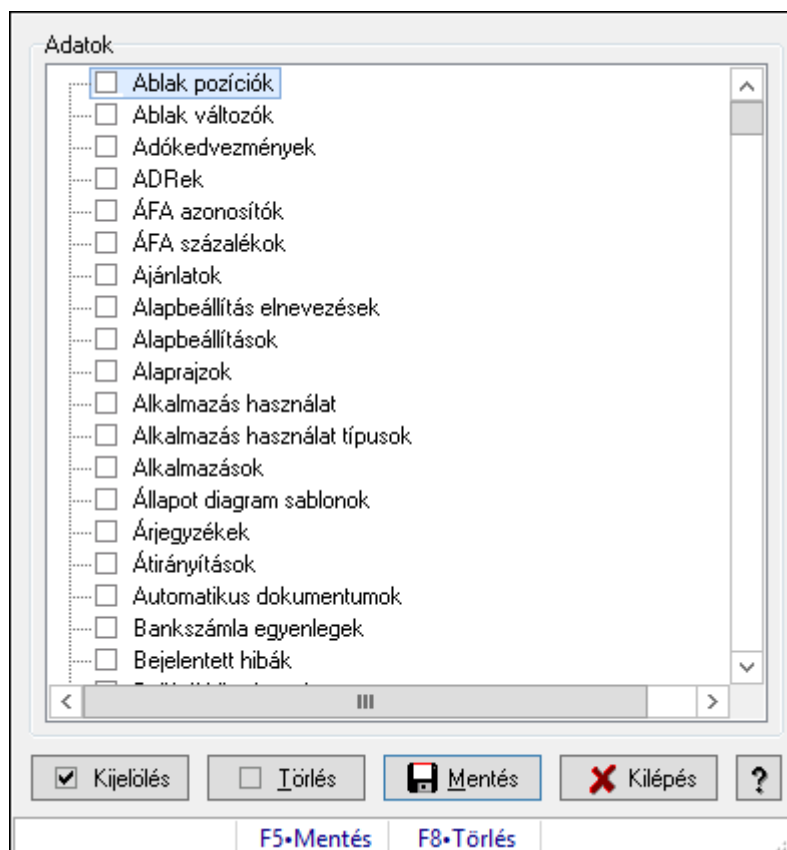 Adatok
Ablak pozíciók
Ablak változók
Adókedvezmények
ADRek
ÁFA azonosítók
ÁFA százalékok
Ajánlatok
Alapbeállítás elnevezések
Alapbeállítások
Alaprajzok
Alkalmazás használat
Alkalmazás használat típusok
Alkalmazások
Állapot diagram sablonok
Árjegyzékek
Átirányítások
Automatikus dokumentumok
Bankszámla egyenlegek
Bejelentett hibák
Kijelölés Törlés Mentés Kilépés ?
F5•Mentés F8•Törlés